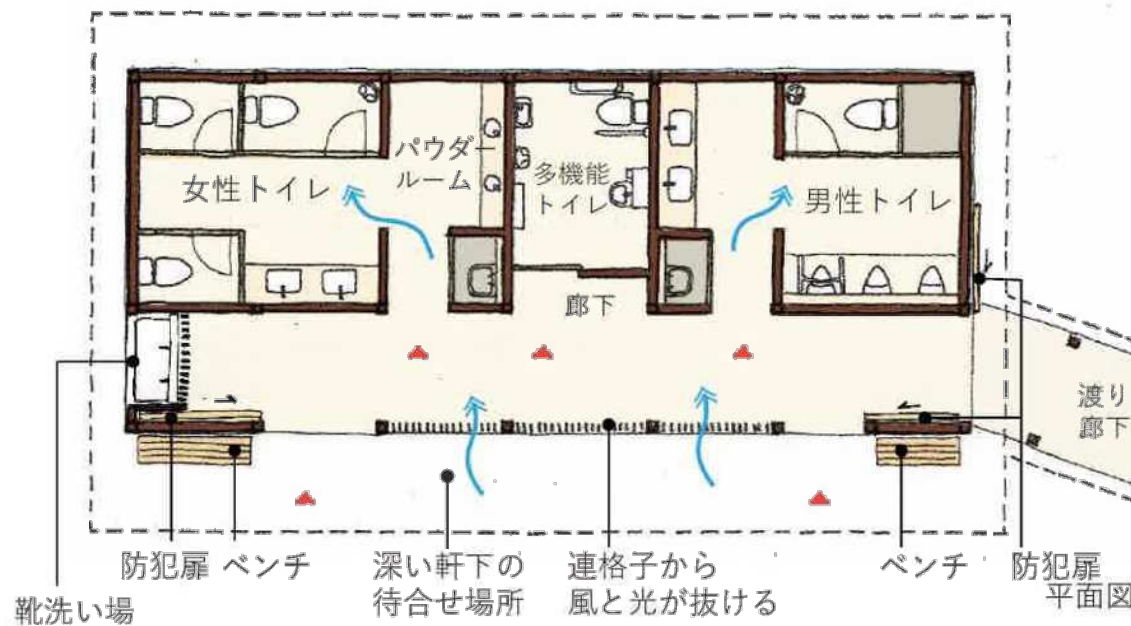 パウダー
ルーム
女性トイレ
多機能
トイレ
男性トイレ
廊下
渡り
廊下
防犯扉
ベンチ
深い軒下の
待合せ場所
連格子から
風と光が抜ける
ベンチ
防犯扉
靴洗い場
平面図